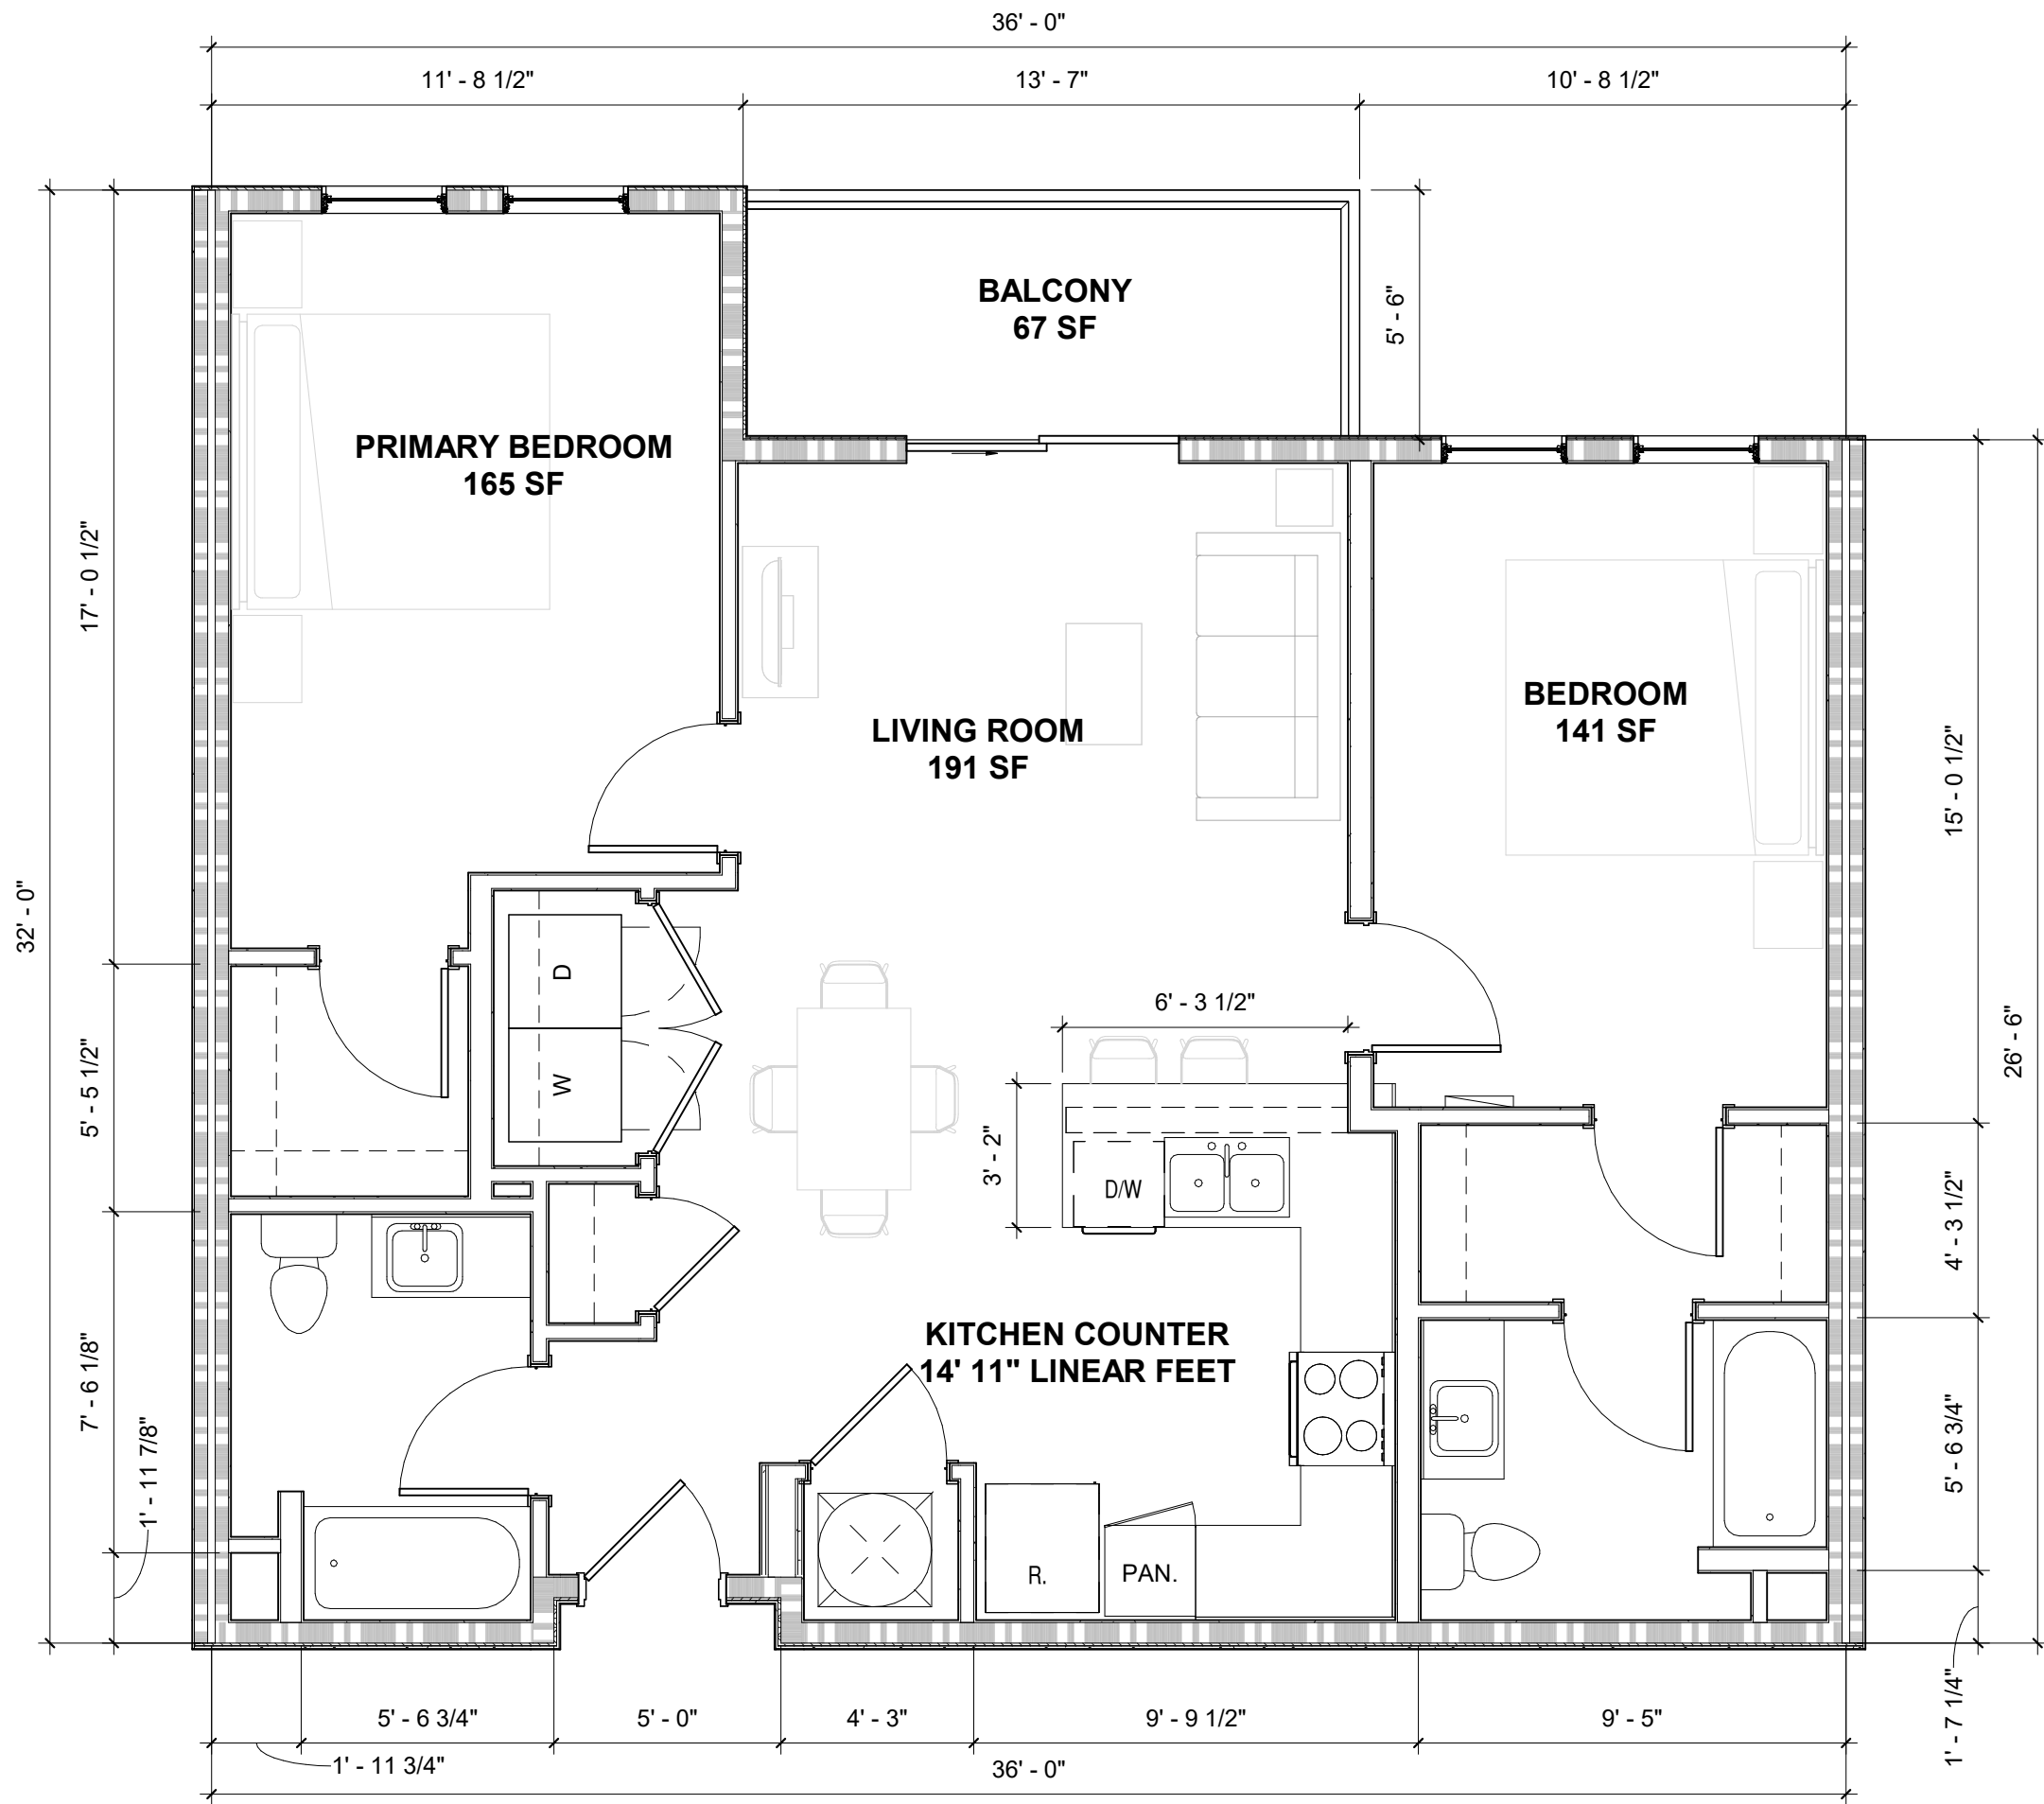 36' - 0"
11' - 8 1/2"
13' - 7"
10' - 8 1/2"
BALCONY
67 SF
5' - 6"
PRIMARY BEDROOM
165 SF
17' - 0 1/2"
32' - 0"
LIVING ROOM
191 SF
BEDROOM
141 SF
15' - 0 1/2"
26' - 6"
D
W
6' - 3 1/2"
3' - 2"
D/W
5' - 5 1/2"
4' - 3 1/2"
7' - 6 1/8"
1' - 11 7/8"
KITCHEN COUNTER
14' 11" LINEAR FEET
5' - 6 3/4"
R.
PAN.
1' - 7 1/4"
5' - 6 3/4"
5' - 0"
4' - 3"
9' - 9 1/2"
9' - 5"
1' - 11 3/4"
36' - 0"